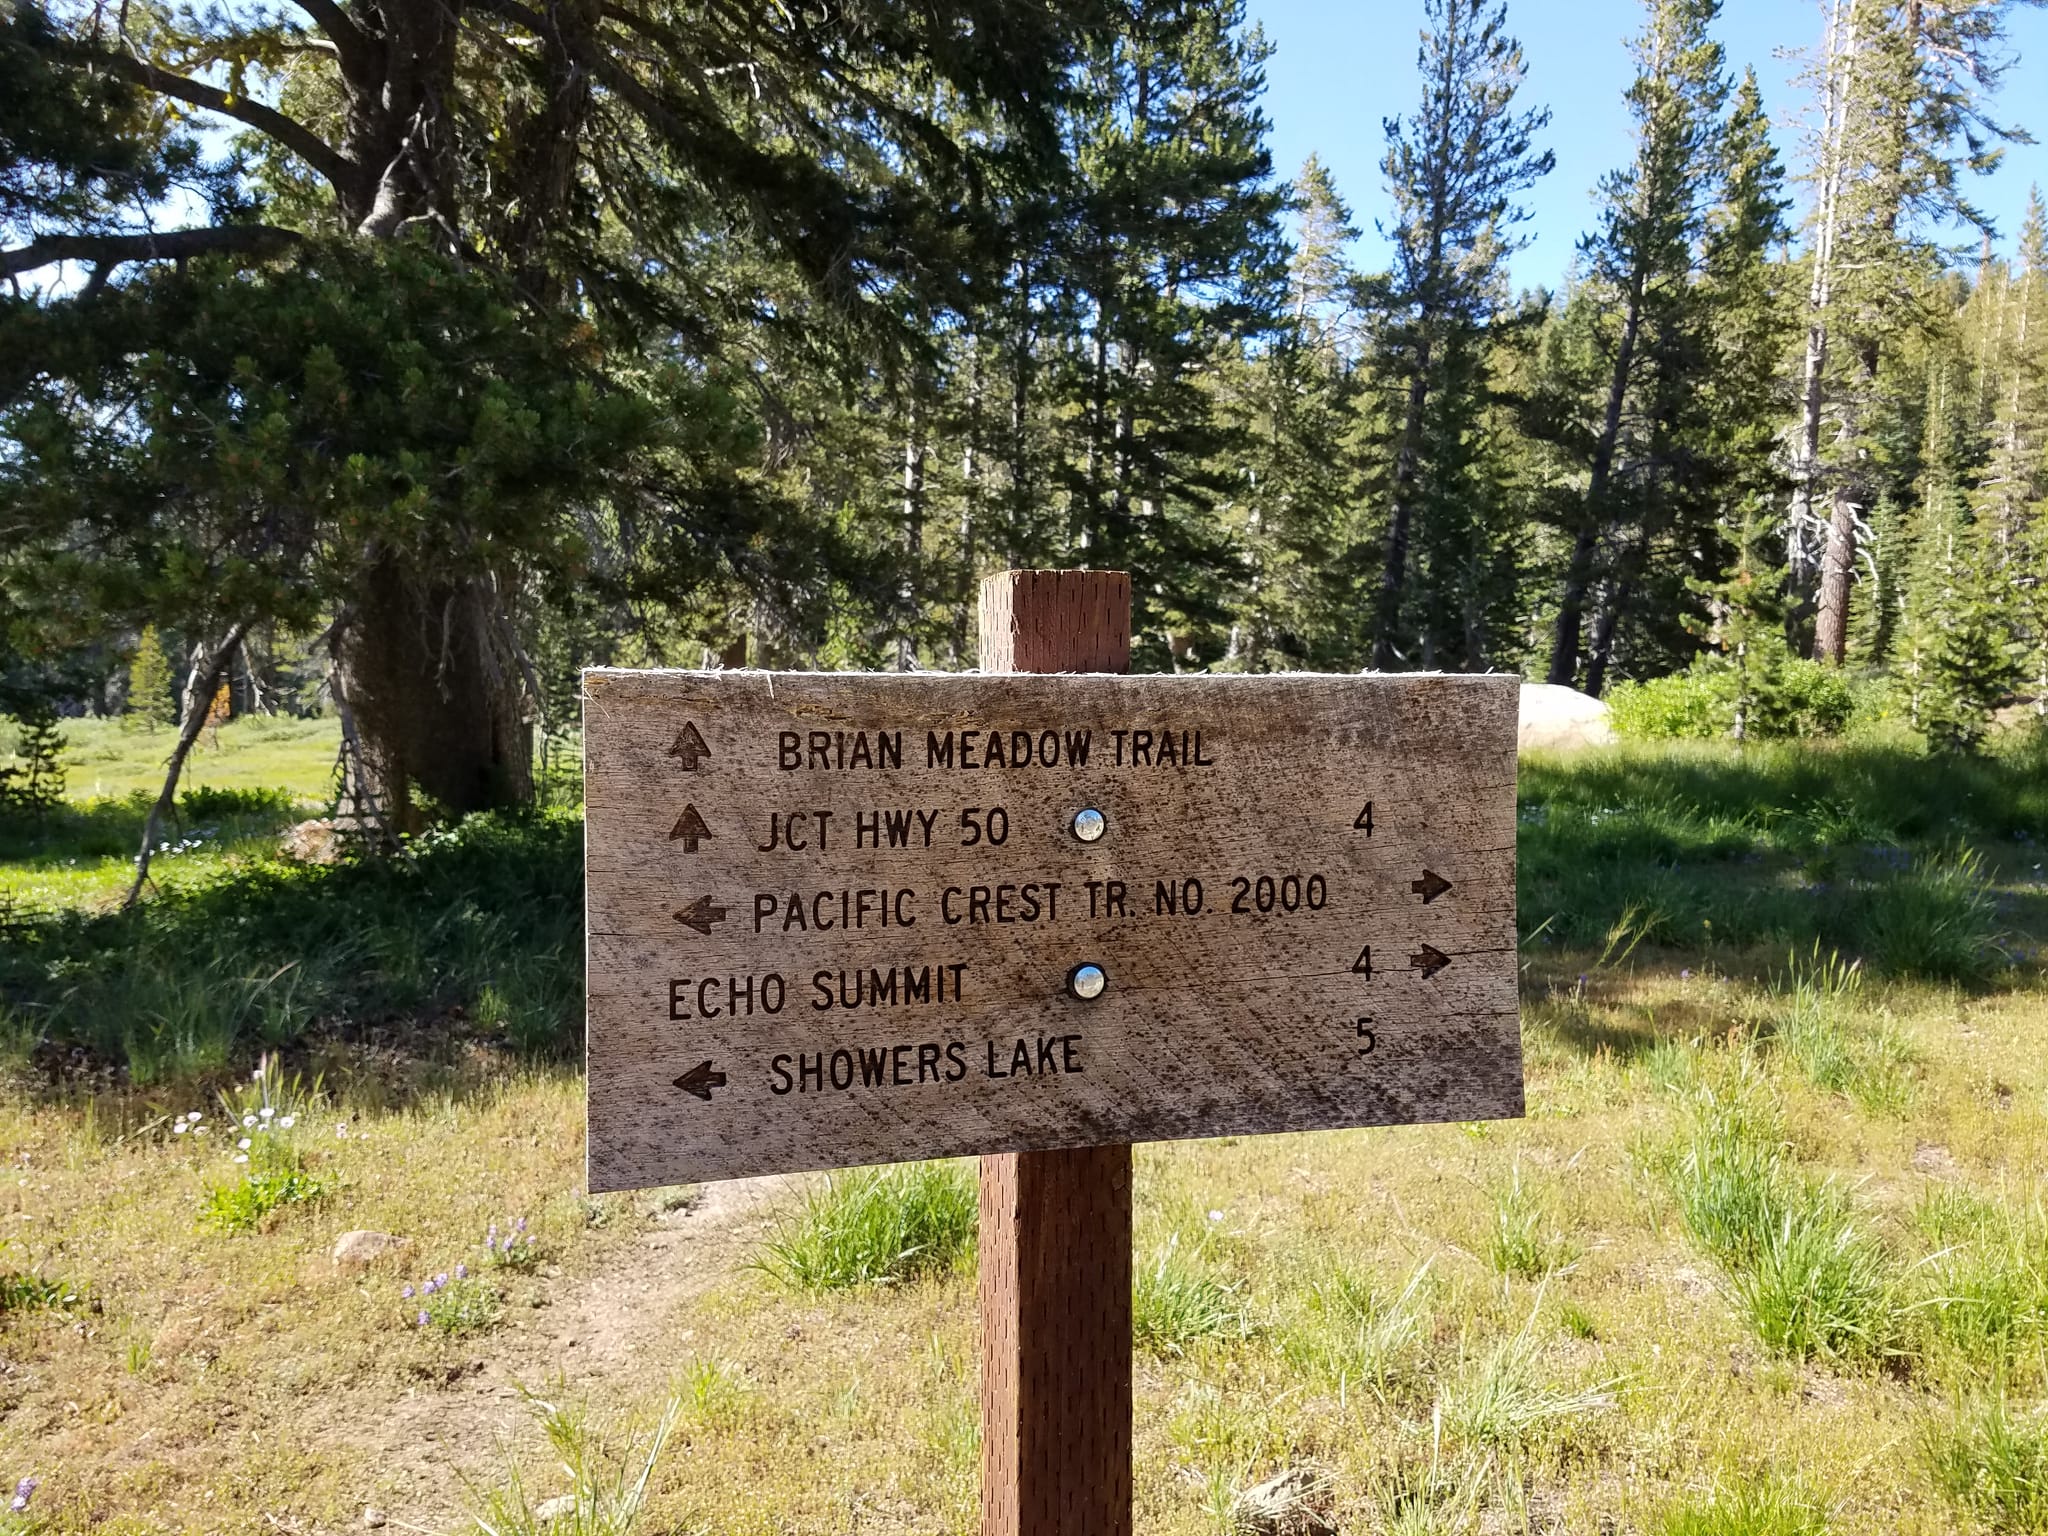 BRIAN MEADOW TRAIL
JCT HWY 50 4
PACIFIC CREST TR. NO. 2000
ECHO SUMMIT 4
SHOWERS LAKE 5